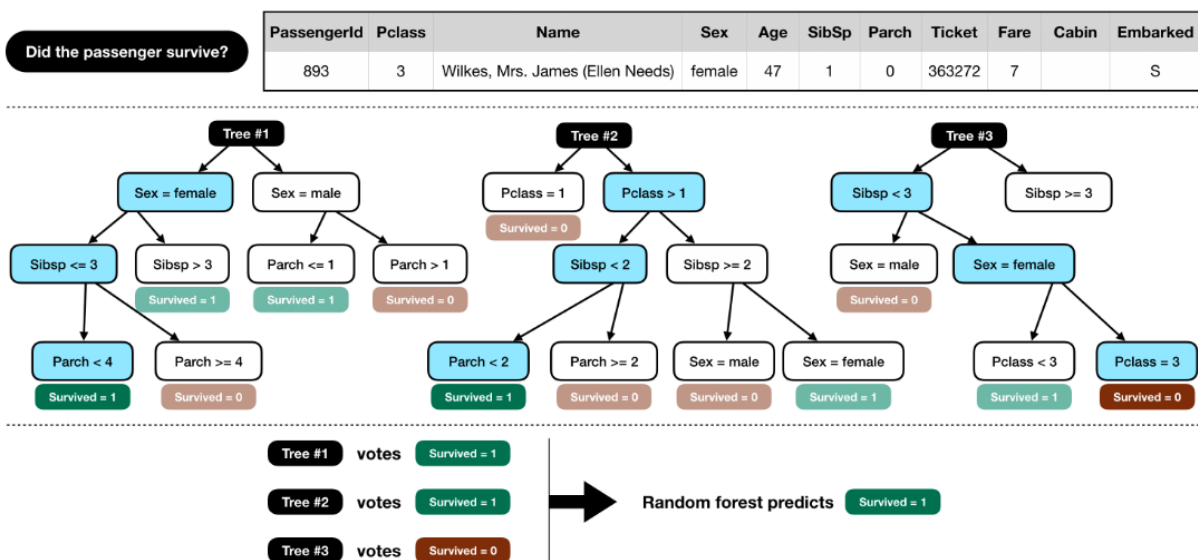 Did the passenger survive?
PassengerId Pclass Name Sex Age SibSp Parch Ticket Fare Cabin Embarked
893 3 Wilkes, Mrs. James (Ellen Needs) female 47 1 0 363272 7 S
Tree #1 Tree #2 Tree #3
Sex = female Sex = male Pclass = 1 Pclass > 1 Sibsp < 3 Sibsp >= 3
Survived = 0
Sibsp <= 3 Sibsp > 3 Parch <= 1 Parch > 1 Sibsp < 2 Sibsp >= 2 Sex = male Sex = female
Survived = 1 Survived = 1 Survived = 0 Survived = 0
Parch < 4 Parch >= 4 Parch < 2 Parch >= 2 Sex = male Sex = female Pclass < 3 Pclass = 3
Survived = 1 Survived = 0 Survived = 1 Survived = 0 Survived = 0 Survived = 1 Survived = 1 Survived = 0
Tree #1 votes Survived = 1
Tree #2 votes Survived = 1 Random forest predicts Survived = 1
Tree #3 votes Survived = 0